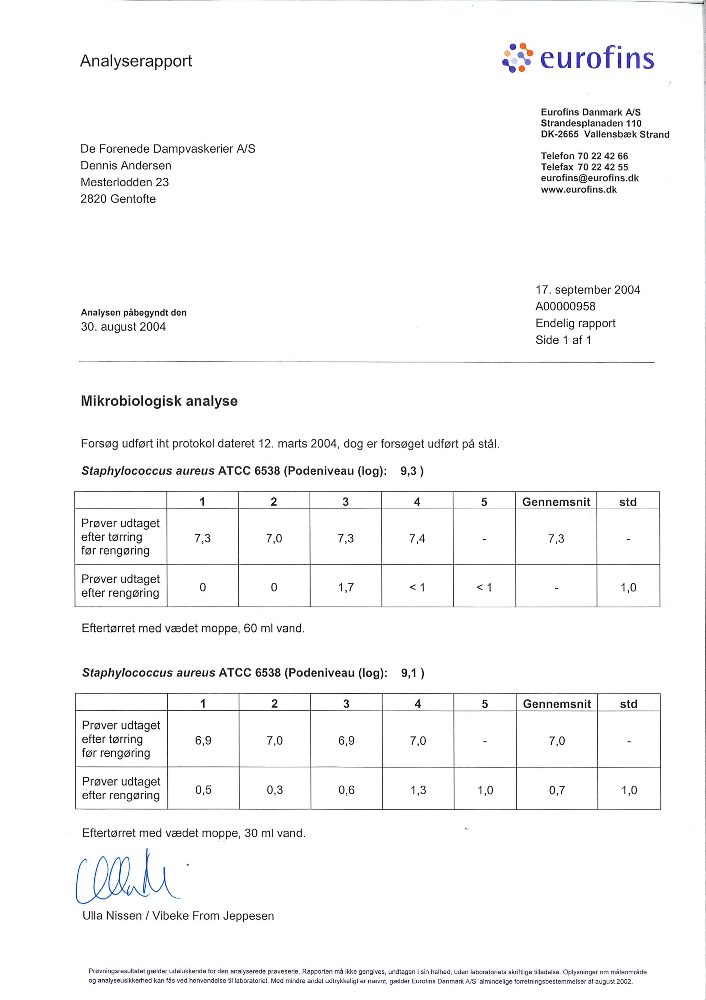 Analyserapport
eurofins
Eurofins Danmark A/S
Strandesplanaden 110
DK-2665 Vallensbæk Strand
Telefon 70 22 42 66
Telefax 70 22 42 55
eurofins@eurofins.dk
www.eurofins.dk
De Forenede Dampvaskerier A/S
Dennis Andersen
Mesterlodden 23
2820 Gentofte
17. september 2004
A00000958
Endelig rapport
Side 1 af 1
Analysen påbegyndt den
30. august 2004
Mikrobiologisk analyse
Forsøg udført iht protokol dateret 12. marts 2004, dog er forsøget udført på stål.
Staphylococcus aureus ATCC 6538 (Podeniveau (log): 9,3 )
1 2 3 4 5 Gennemsnit std
Prøver udtaget
efter tørring
før rengøring
7,3 7,0 7,3 7,4 - 7,3 -
Prøver udtaget
efter rengøring
0 0 1,7 < 1 < 1 - 1,0
Eftertørret med vædet moppe, 60 ml vand.
Staphylococcus aureus ATCC 6538 (Podeniveau (log): 9,1 )
1 2 3 4 5 Gennemsnit std
Prøver udtaget
efter tørring
før rengøring
6,9 7,0 6,9 7,0 - 7,0 -
Prøver udtaget
efter rengøring
0,5 0,3 0,6 1,3 1,0 0,7 1,0
Eftertørret med vædet moppe, 30 ml vand.
Ulla Nissen / Vibeke From Jeppesen
Prøvningsresultatet gælder udelukkende for den analyserede prøveserie. Rapporten må ikke gengives, undtagen i sin helhed, uden laboratoriets skriftlige tilladelse. Oplysninger om måleområde
og analyseusikkerhed kan fås ved henvendelse til laboratoriet. Med mindre andet udtrykkeligt er nævnt, gælder Eurofins Danmark A/S' almindelige forretningsbestemmelser af august 2002.